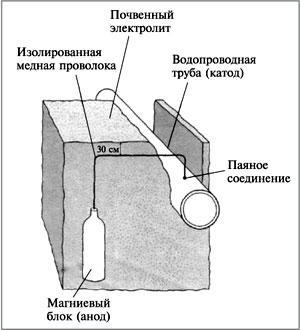 Почвенный
электролит
Изолированная
медная проволока
Водопроводная
труба (катод)
30 см
Паяное
соединение
Магниевый
блок (анод)